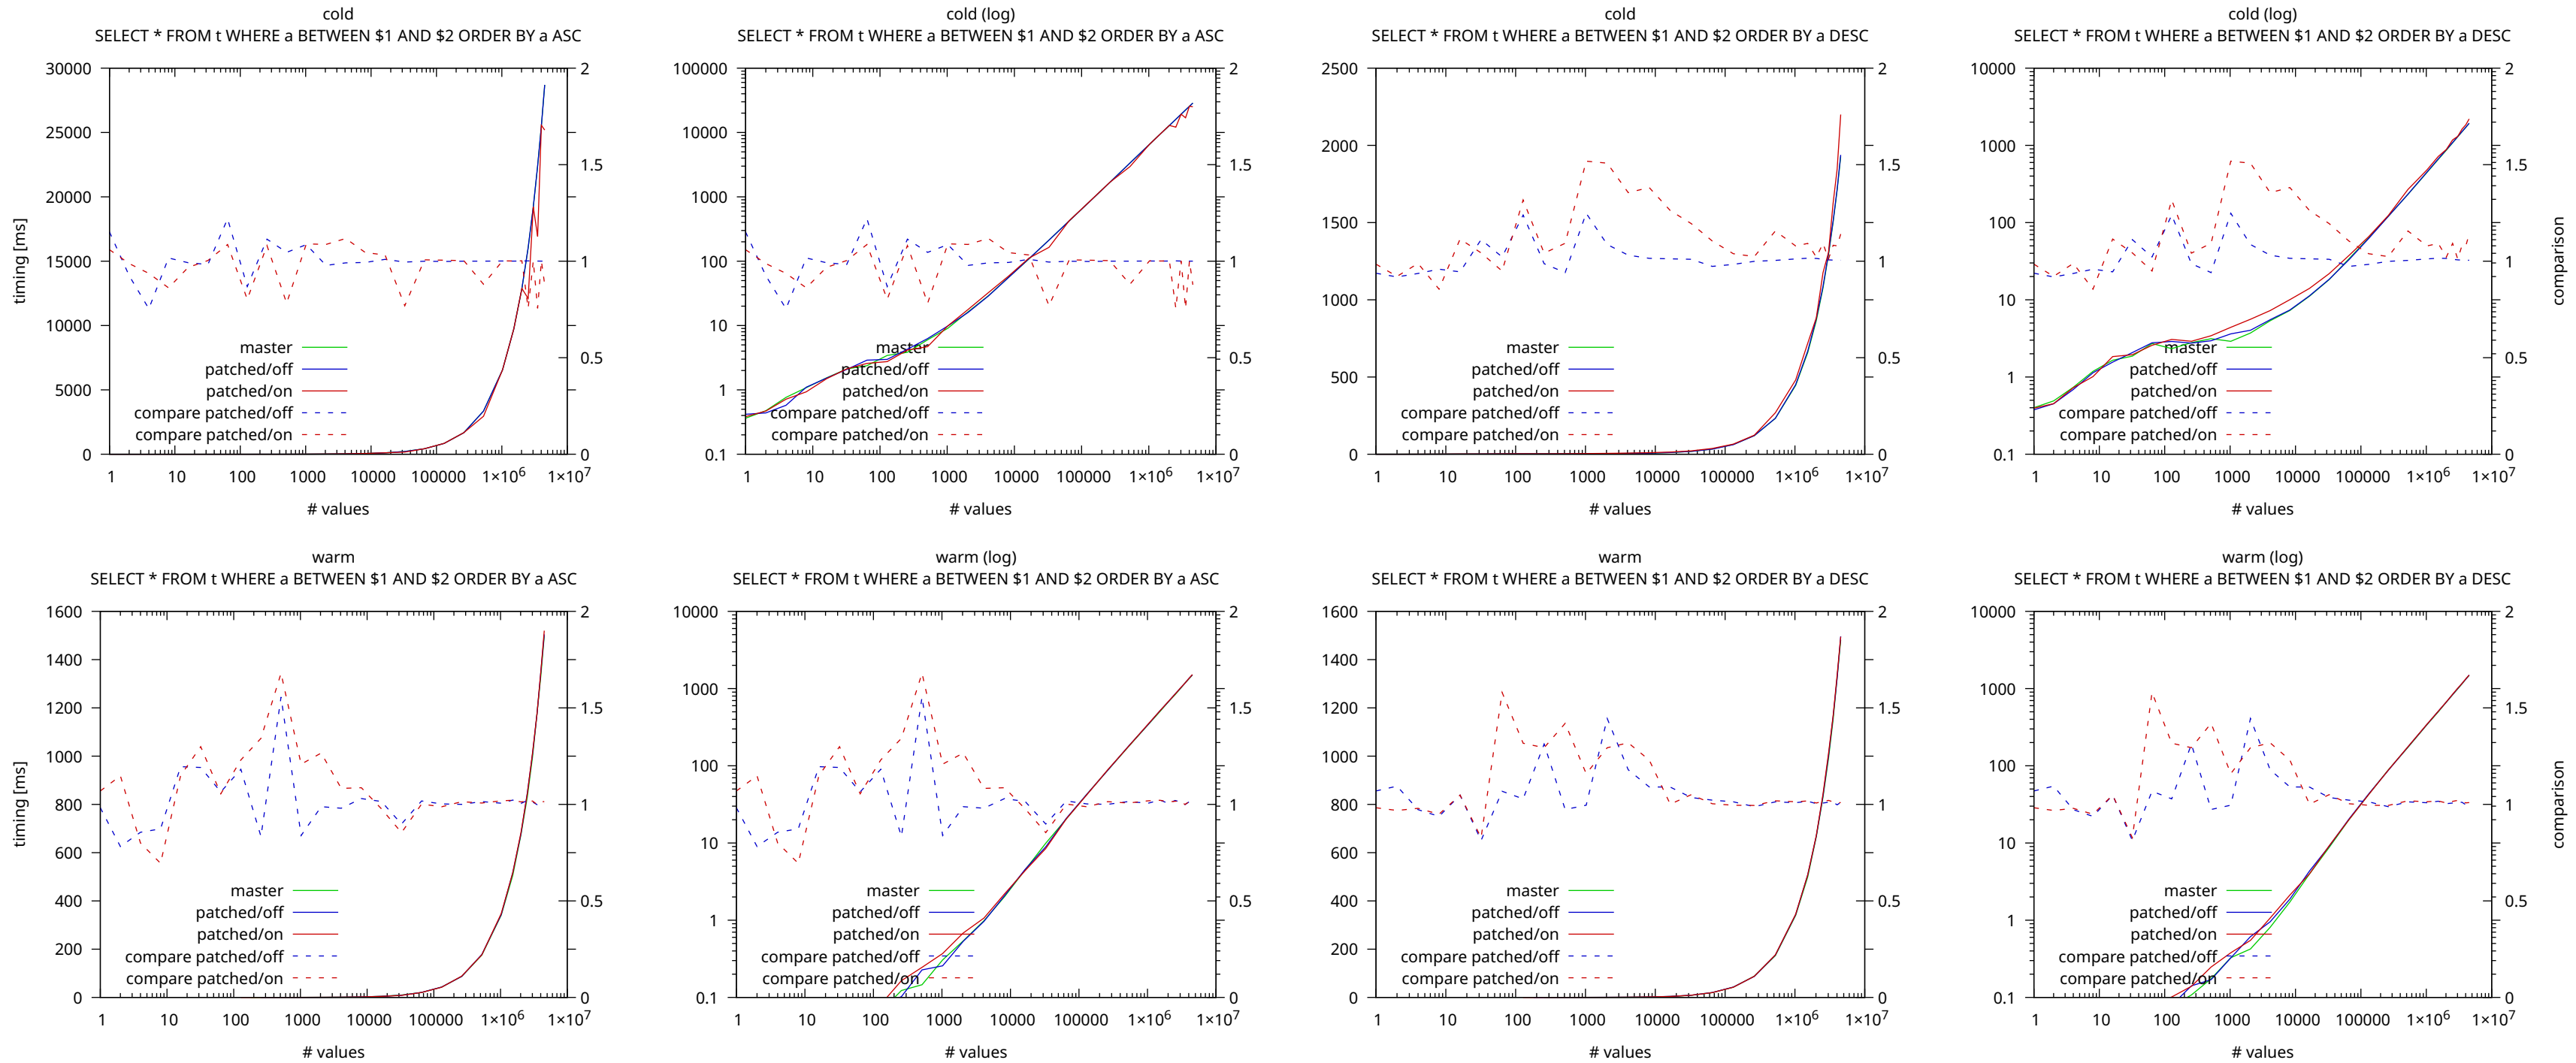 cold
SELECT * FROM t WHERE a BETWEEN $1 AND $2 ORDER BY a ASC
30000
25000
20000
15000
10000
5000
0
timing [ms]
2
1.5
1
0.5
0
master
patched/off
patched/on
compare patched/off
compare patched/on
1 10 100 1000 10000 100000 1×10⁶ 1×10⁷
# values
cold (log)
SELECT * FROM t WHERE a BETWEEN $1 AND $2 ORDER BY a ASC
100000
10000
1000
100
10
1
0.1
2
1.5
1
0.5
0
master
patched/off
patched/on
compare patched/off
compare patched/on
1 10 100 1000 10000 100000 1×10⁶ 1×10⁷
# values
cold
SELECT * FROM t WHERE a BETWEEN $1 AND $2 ORDER BY a DESC
2500
2000
1500
1000
500
0
2
1.5
1
0.5
0
master
patched/off
patched/on
compare patched/off
compare patched/on
1 10 100 1000 10000 100000 1×10⁶ 1×10⁷
# values
cold (log)
SELECT * FROM t WHERE a BETWEEN $1 AND $2 ORDER BY a DESC
10000
1000
100
10
1
0.1
2
1.5
1
0.5
0
comparison
master
patched/off
patched/on
compare patched/off
compare patched/on
1 10 100 1000 10000 100000 1×10⁶ 1×10⁷
# values
warm
SELECT * FROM t WHERE a BETWEEN $1 AND $2 ORDER BY a ASC
1600
1400
1200
1000
800
600
400
200
0
timing [ms]
2
1.5
1
0.5
0
master
patched/off
patched/on
compare patched/off
compare patched/on
1 10 100 1000 10000 100000 1×10⁶ 1×10⁷
# values
warm (log)
SELECT * FROM t WHERE a BETWEEN $1 AND $2 ORDER BY a ASC
10000
1000
100
10
1
0.1
2
1.5
1
0.5
0
master
patched/off
patched/on
compare patched/off
compare patched/on
1 10 100 1000 10000 100000 1×10⁶ 1×10⁷
# values
warm
SELECT * FROM t WHERE a BETWEEN $1 AND $2 ORDER BY a DESC
1600
1400
1200
1000
800
600
400
200
0
2
1.5
1
0.5
0
master
patched/off
patched/on
compare patched/off
compare patched/on
1 10 100 1000 10000 100000 1×10⁶ 1×10⁷
# values
warm (log)
SELECT * FROM t WHERE a BETWEEN $1 AND $2 ORDER BY a DESC
10000
1000
100
10
1
0.1
2
1.5
1
0.5
0
comparison
master
patched/off
patched/on
compare patched/off
compare patched/on
1 10 100 1000 10000 100000 1×10⁶ 1×10⁷
# values